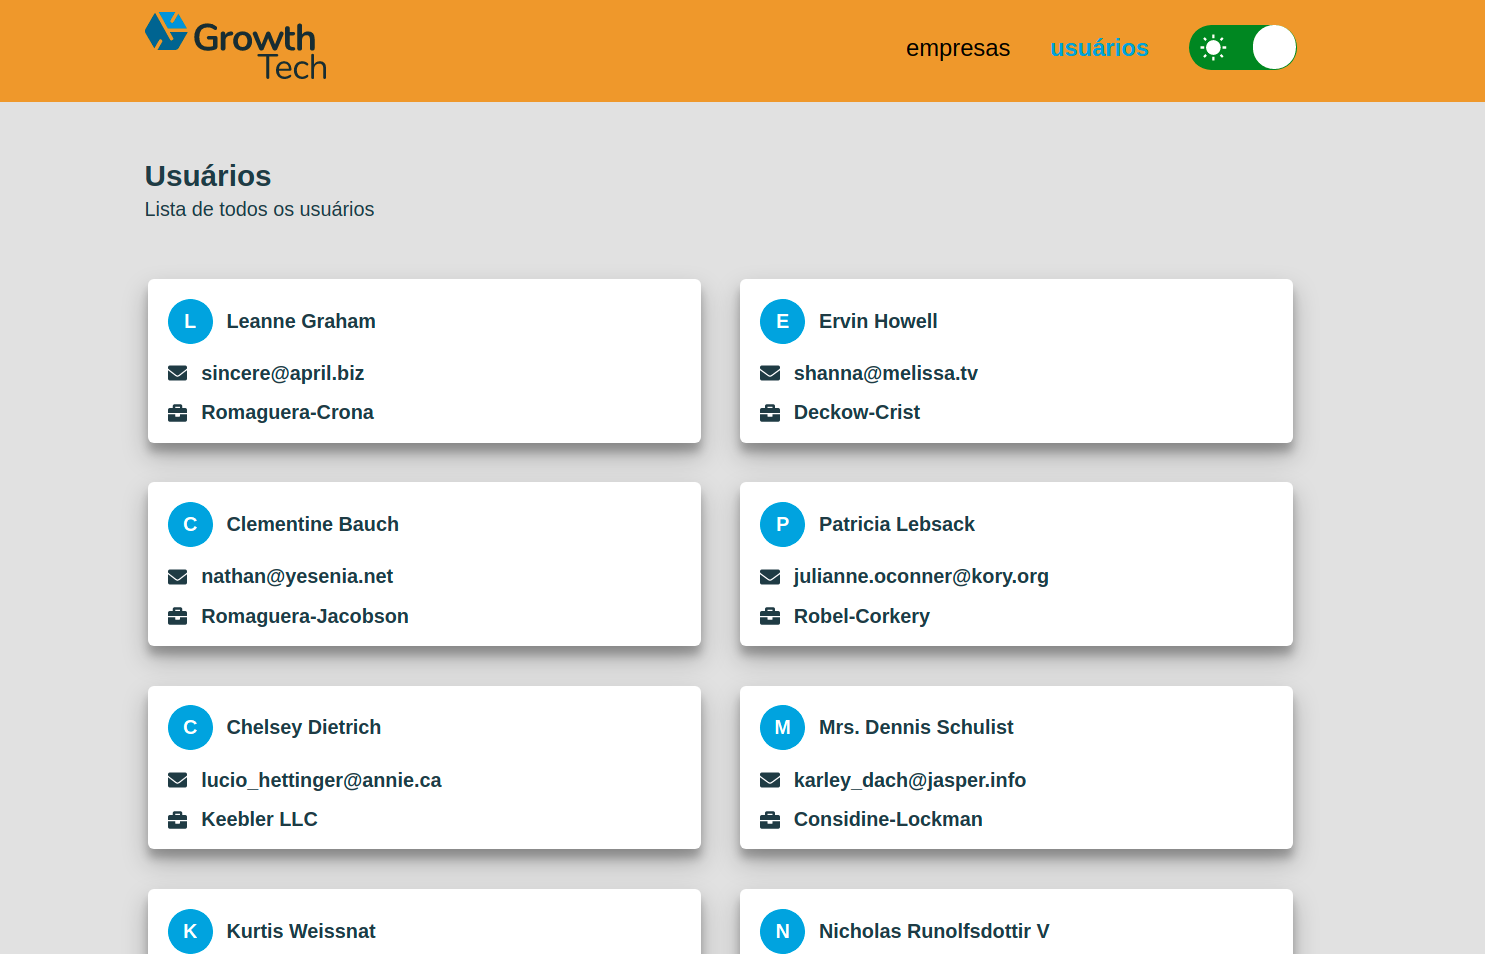 Growth
Tech
empresas
usuários
Usuários
Lista de todos os usuários
L
Leanne Graham
sincere@april.biz
Romaguera-Crona
E
Ervin Howell
shanna@melissa.tv
Deckow-Crist
C
Clementine Bauch
nathan@yesenia.net
Romaguera-Jacobson
P
Patricia Lebsack
julianne.oconner@kory.org
Robel-Corkery
C
Chelsey Dietrich
lucio_hettinger@annie.ca
Keebler LLC
M
Mrs. Dennis Schulist
karley_dach@jasper.info
Considine-Lockman
K
Kurtis Weissnat
N
Nicholas Runolfsdottir V